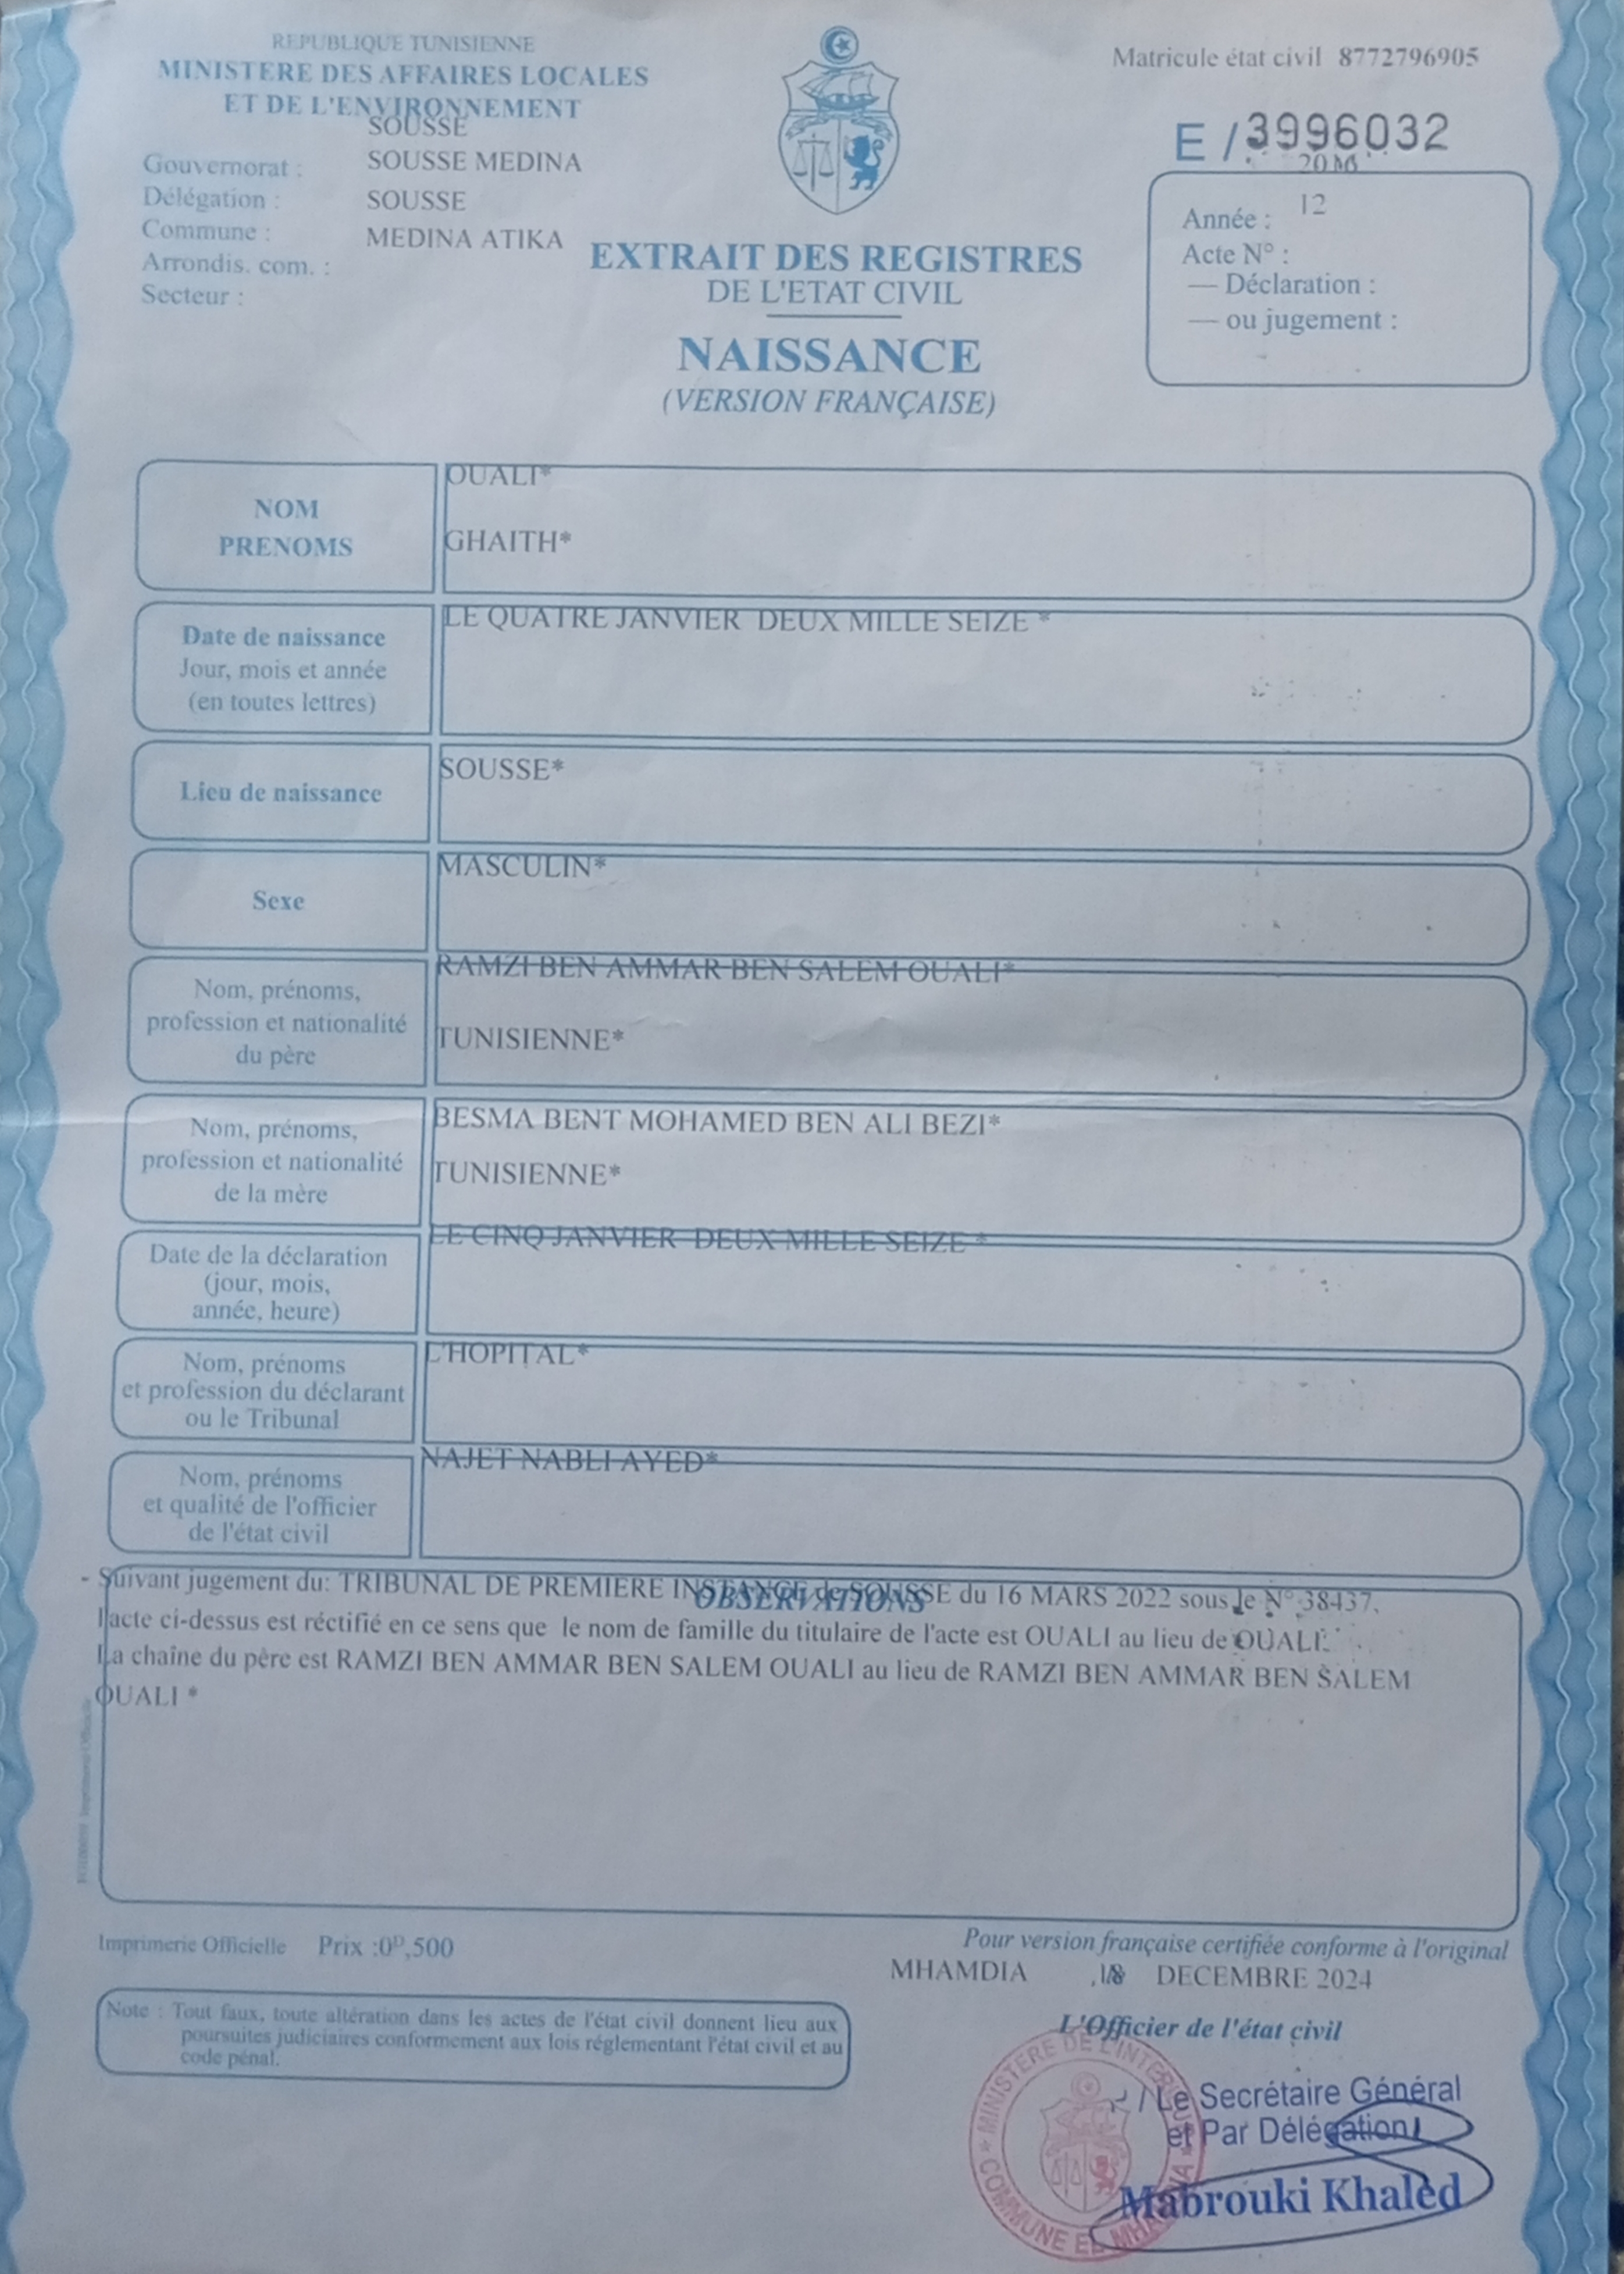 REPUBLIQUE TUNISIENNE
MINISTERE DES AFFAIRES LOCALES
ET DE L'ENVIRONNEMENT
SOUSSE
Gouvernorat : SOUSSE MEDINA
Délégation : SOUSSE
Commune : MEDINA ATIKA
Arrondis. com. :
Secteur :
Matricule état civil 8772796905
E / 3996032
Année : 12
Acte N° :
— Déclaration :
— ou jugement :
EXTRAIT DES REGISTRES
DE L'ETAT CIVIL
NAISSANCE
(VERSION FRANÇAISE)
NOM
PRENOMS
OUALI*
GHAITH*
Date de naissance
Jour, mois et année
(en toutes lettres)
LE QUATRE JANVIER DEUX MILLE SEIZE *
Lieu de naissance
SOUSSE*
Sexe
MASCULIN*
Nom, prénoms,
profession et nationalité
du père
RAMZI BEN AMMAR BEN SALEM OUALI*
TUNISIENNE*
Nom, prénoms,
profession et nationalité
de la mère
BESMA BENT MOHAMED BEN ALI BEZI*
TUNISIENNE*
Date de la déclaration
(jour, mois,
année, heure)
LE CINQ JANVIER DEUX MILLE SEIZE *
Nom, prénoms
et profession du déclarant
ou le Tribunal
L'HOPITAL*
Nom, prénoms
et qualité de l'officier
de l'état civil
NAJET NABLI AYED*
OBSERVATIONS
- Suivant jugement du: TRIBUNAL DE PREMIERE INSTANCE de SOUSSE du 16 MARS 2022 sous le N° 38437,
l'acte ci-dessus est réctifié en ce sens que le nom de famille du titulaire de l'acte est OUALI au lieu de
La chaîne du père est RAMZI BEN AMMAR BEN SALEM OUALI au lieu de RAMZI BEN AMMAR BEN SALEM
OUALI *
Imprimerie Officielle Prix :0ᴰ,500
Pour version française certifiée conforme à l'original
MHAMDIA ,18 DECEMBRE 2024
Note : Tout faux, toute altération dans les actes de l'état civil donnent lieu aux
poursuites judiciaires conformement aux lois réglementant l'état civil et au
code pénal.
L'Officier de l'état civil
/ Le Secrétaire Général
et Par Délégation
Mabrouki Khaled
MINISTERE DE L'INTERIEUR
COMMUNE EL MHAMDIA